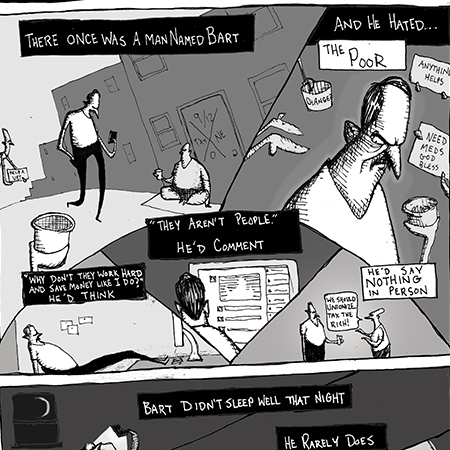 THERE ONCE WAS A MAN NAMED BART
AND HE HATED...
THE
POOR
ANYTHING
HELPS
CHANGE?
NEED
MEDS
GOD
BLESS
9/12
"THEY AREN'T PEOPLE."
HE'D COMMENT
"WHY DON'T THEY WORK HARD
AND SAVE MONEY LIKE I DO?"
HE'D THINK
HE'D SAY
NOTHING
IN PERSON
WE SHOULD
UNIONIZE
TAX THE
RICH!
BART DIDN'T SLEEP WELL THAT NIGHT
HE RARELY DOES